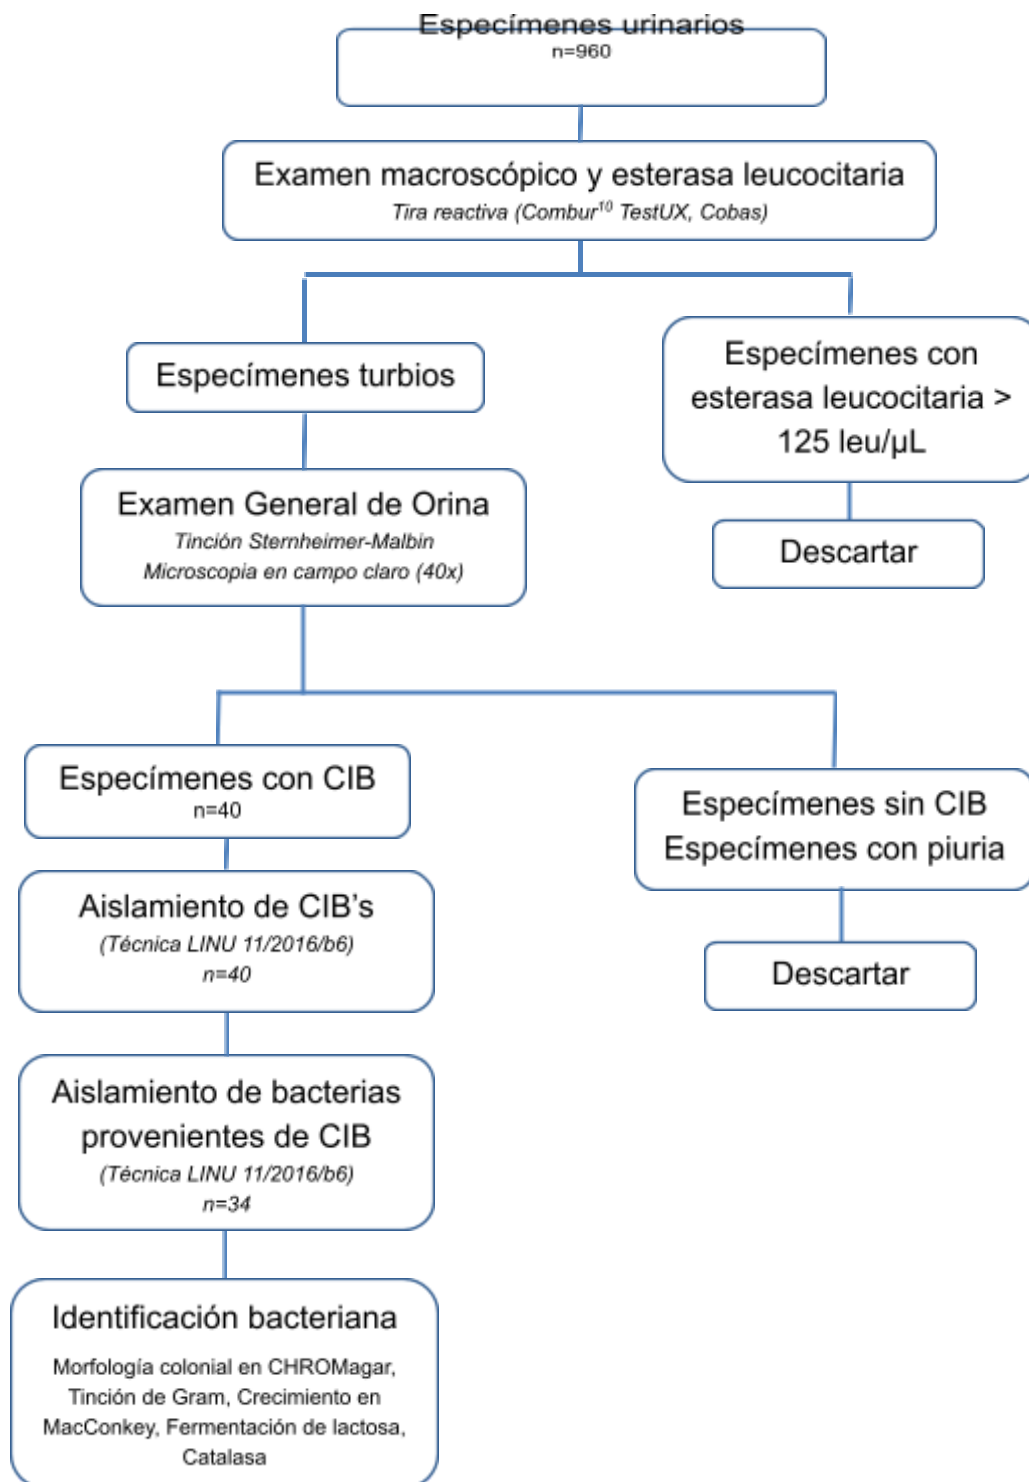 Especímenes urinarios
n=960
Examen macroscópico y esterasa leucocitaria
Tira reactiva (Combur¹⁰ TestUX, Cobas)
Especímenes turbios
Especímenes con
esterasa leucocitaria >
125 leu/µL
Examen General de Orina
Tinción Sternheimer-Malbin
Microscopia en campo claro (40x)
Descartar
Especímenes con CIB
n=40
Especímenes sin CIB
Especímenes con piuria
Aislamiento de CIB's
(Técnica LINU 11/2016/b6)
n=40
Descartar
Aislamiento de bacterias
provenientes de CIB
(Técnica LINU 11/2016/b6)
n=34
Identificación bacteriana
Morfología colonial en CHROMagar,
Tinción de Gram, Crecimiento en
MacConkey, Fermentación de lactosa,
Catalasa